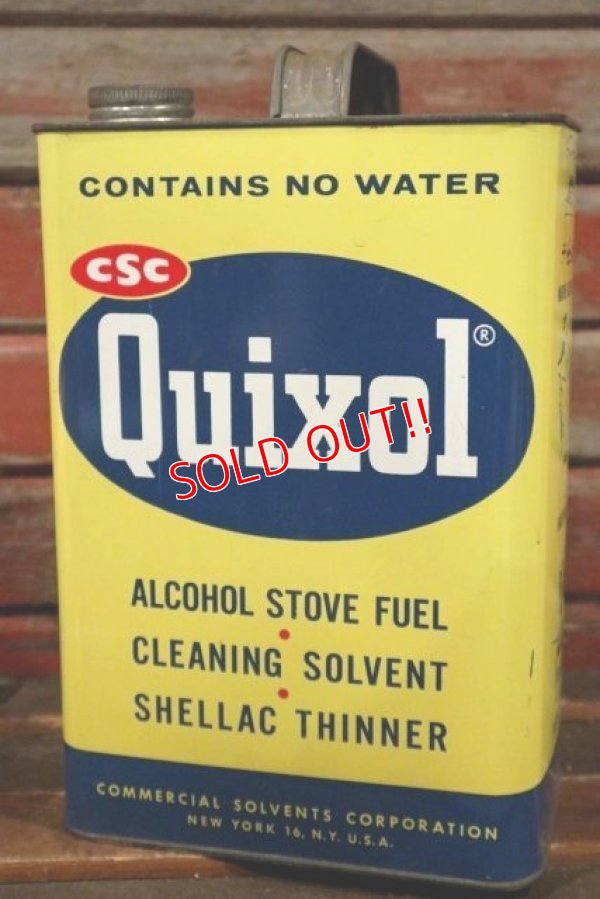 CONTAINS NO WATER
CSC
Quixol®
SOLD OUT!!
ALCOHOL STOVE FUEL
•
CLEANING SOLVENT
•
SHELLAC THINNER
COMMERCIAL SOLVENTS CORPORATION
NEW YORK 16, N.Y. U.S.A.